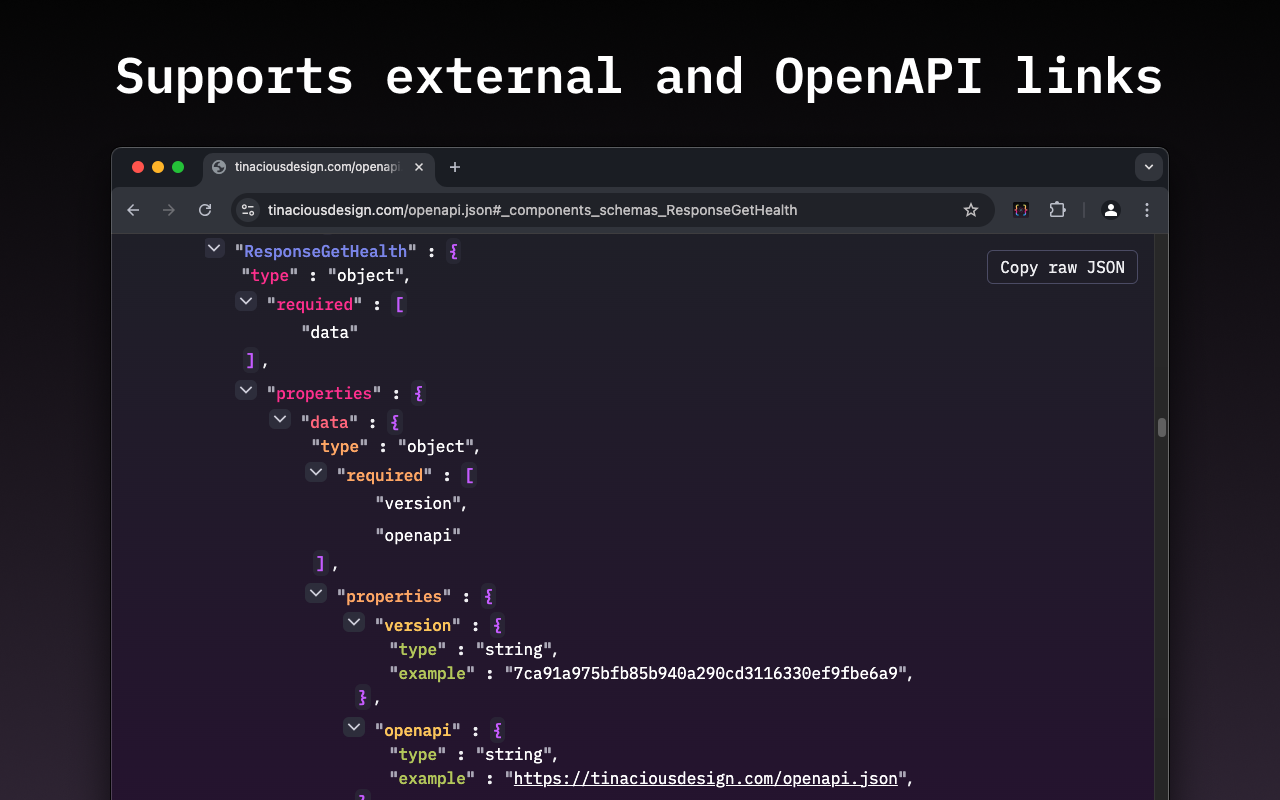 Supports external and OpenAPI links
tinaciousdesign.com/openapi
tinaciousdesign.com/openapi.json#_components_schemas_ResponseGetHealth
Copy raw JSON
"ResponseGetHealth" : {
"type" : "object",
"required" : [
"data"
],
"properties" : {
"data" : {
"type" : "object",
"required" : [
"version",
"openapi"
],
"properties" : {
"version" : {
"type" : "string",
"example" : "7ca91a975bfb85b940a290cd3116330ef9fbe6a9",
},
"openapi" : {
"type" : "string",
"example" : "https://tinaciousdesign.com/openapi.json",
}